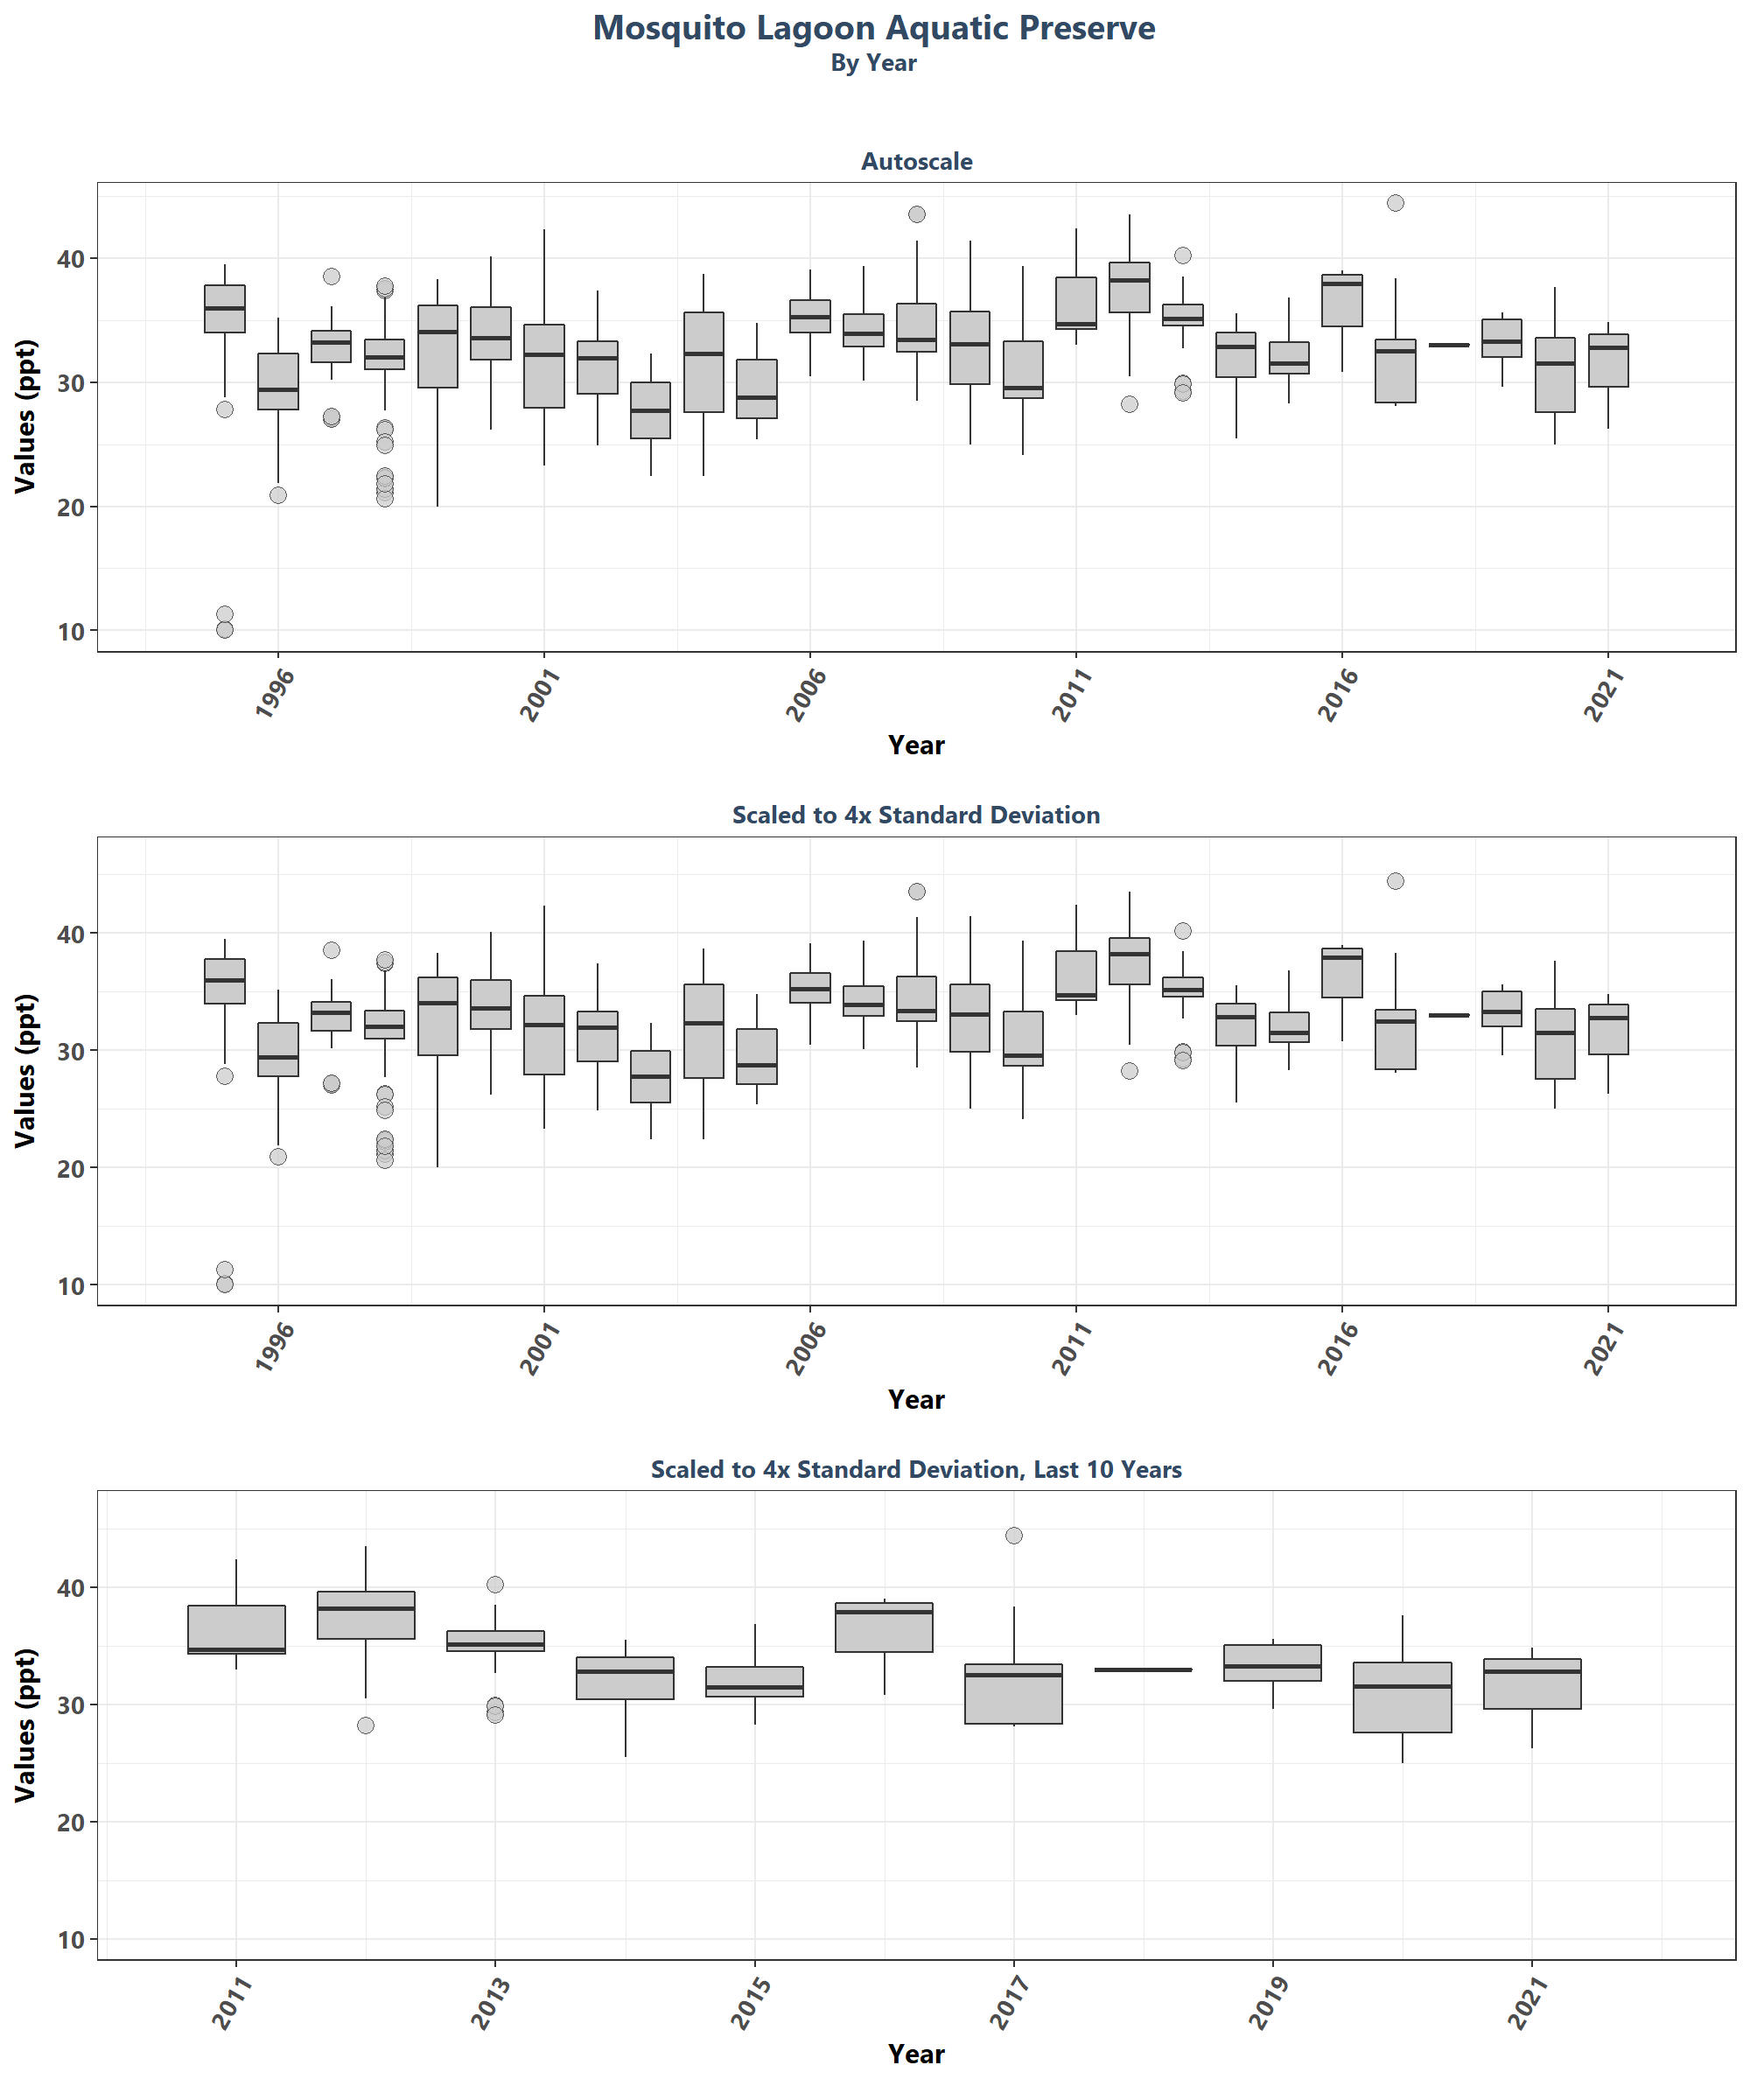 Mosquito Lagoon Aquatic Preserve
By Year
Autoscale
Values (ppt)
40
30
20
10
1996
2001
2006
2011
2016
2021
Year
Scaled to 4x Standard Deviation
Values (ppt)
40
30
20
10
1996
2001
2006
2011
2016
2021
Year
Scaled to 4x Standard Deviation, Last 10 Years
Values (ppt)
40
30
20
10
2011
2013
2015
2017
2019
2021
Year